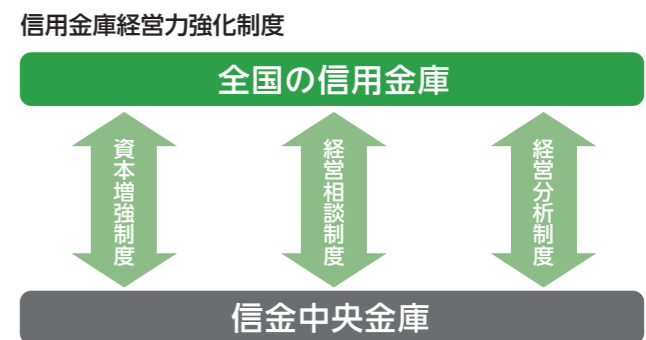 信用金庫経営力強化制度
全国の信用金庫
資本増強制度
経営相談制度
経営分析制度
信金中央金庫